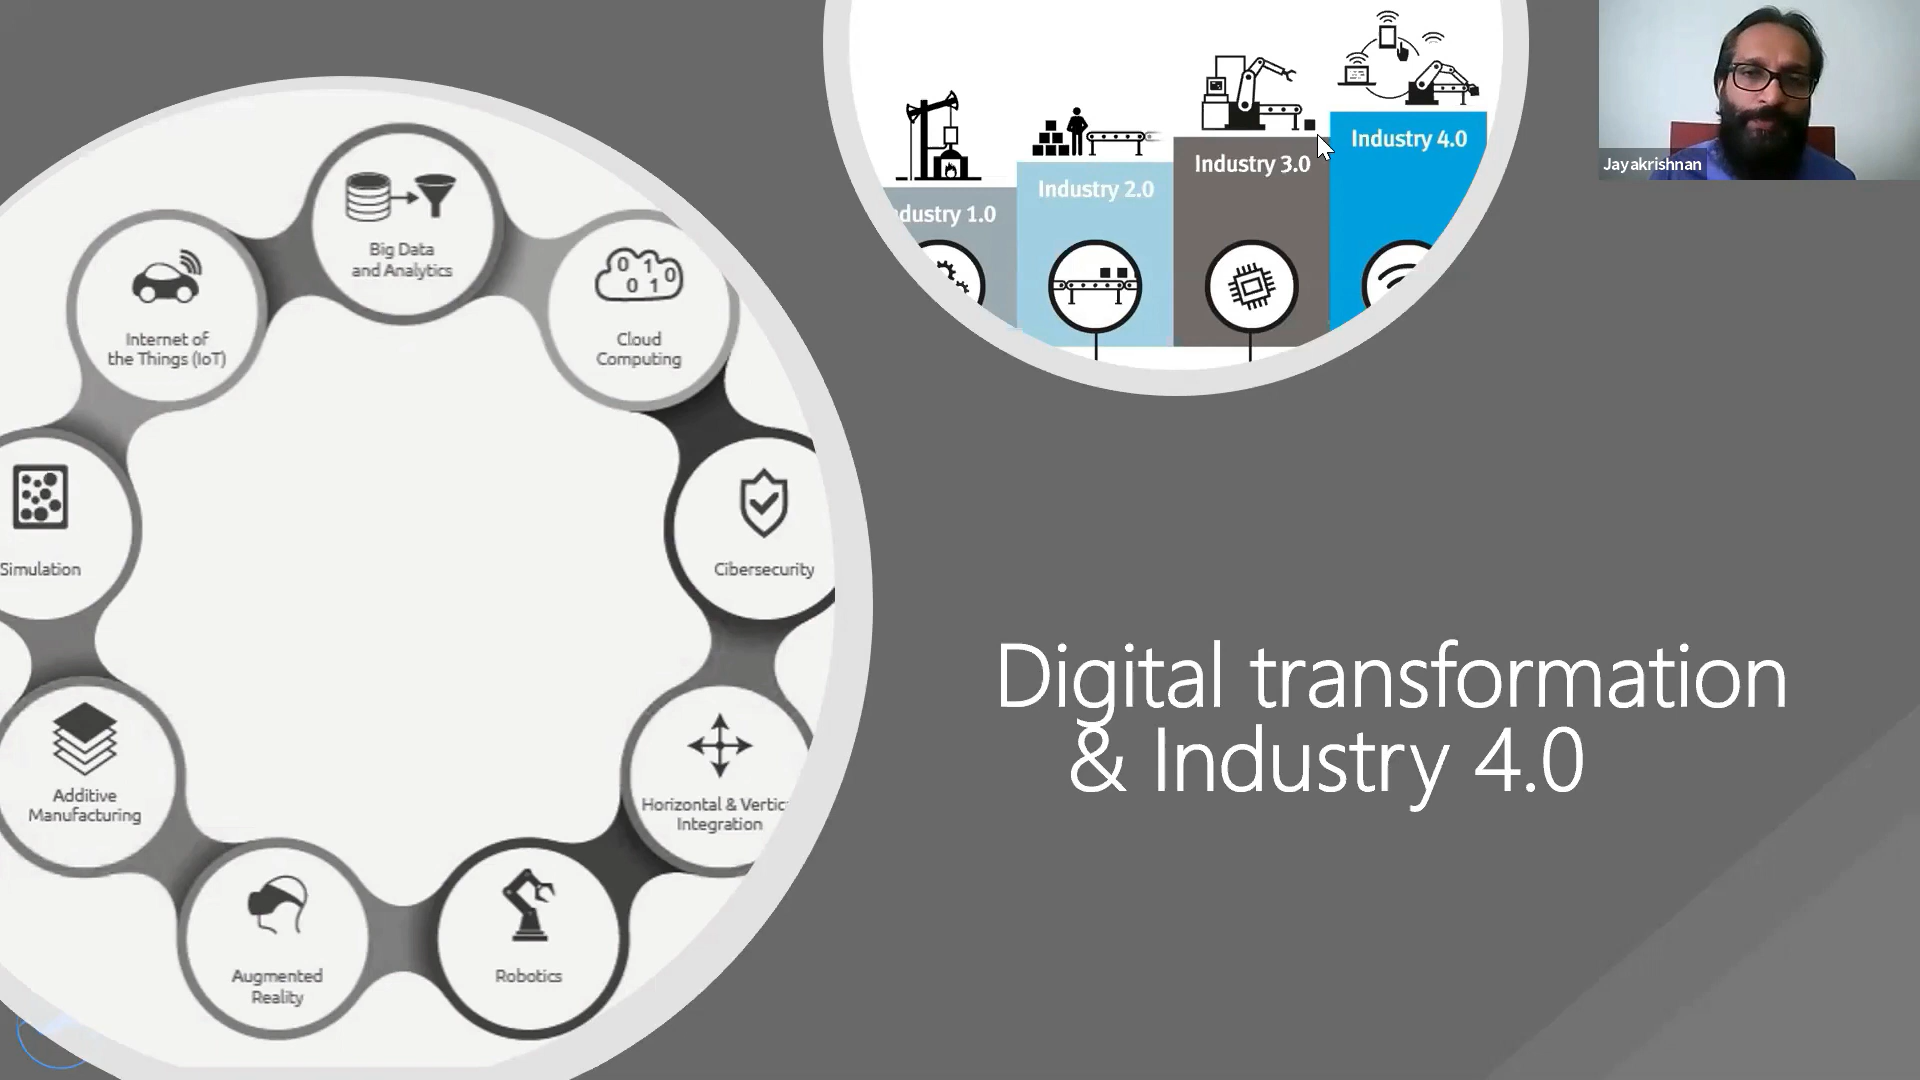 Big Data
and Analytics
Internet of
the Things (IoT)
Cloud
Computing
Simulation
Cibersecurity
Additive
Manufacturing
Horizontal & Vertic
Integration
Augmented
Reality
Robotics
dustry 1.0
Industry 2.0
Industry 3.0
Industry 4.0
Jayakrishnan
Digital transformation
& Industry 4.0